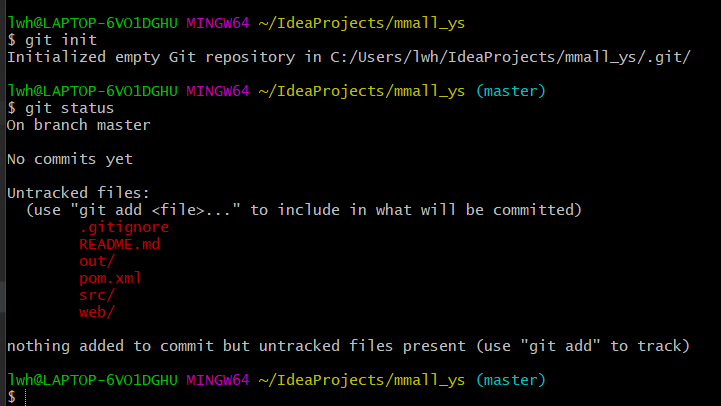 lwh@LAPTOP-6VO1DGHU MINGW64 ~/IdeaProjects/mmall_ys
$ git init
Initialized empty Git repository in C:/Users/lwh/IdeaProjects/mmall_ys/.git/
lwh@LAPTOP-6VO1DGHU MINGW64 ~/IdeaProjects/mmall_ys (master)
$ git status
On branch master
No commits yet
Untracked files:
(use "git add <file>..." to include in what will be committed)
.gitignore
README.md
out/
pom.xml
src/
web/
nothing added to commit but untracked files present (use "git add" to track)
lwh@LAPTOP-6VO1DGHU MINGW64 ~/IdeaProjects/mmall_ys (master)
$